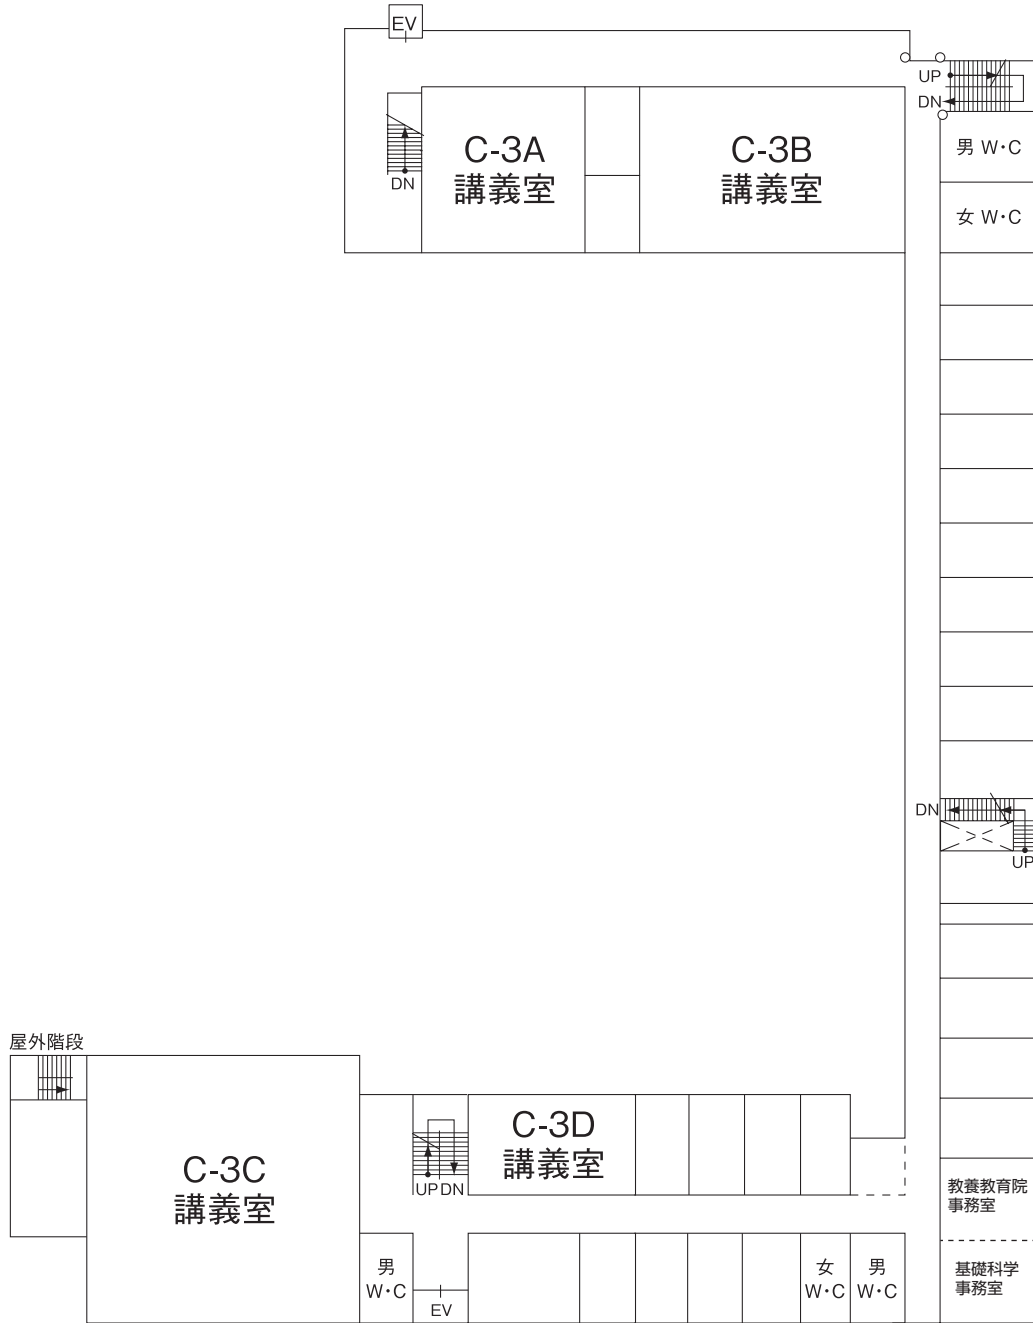 EV
UP
DN
C-3A
講義室
C-3B
講義室
DN
男 W・C
女 W・C
DN
UP
屋外階段
C-3C
講義室
C-3D
講義室
UP DN
教養教育院
事務室
男
W・C
EV
女
W・C
男
W・C
基礎科学
事務室